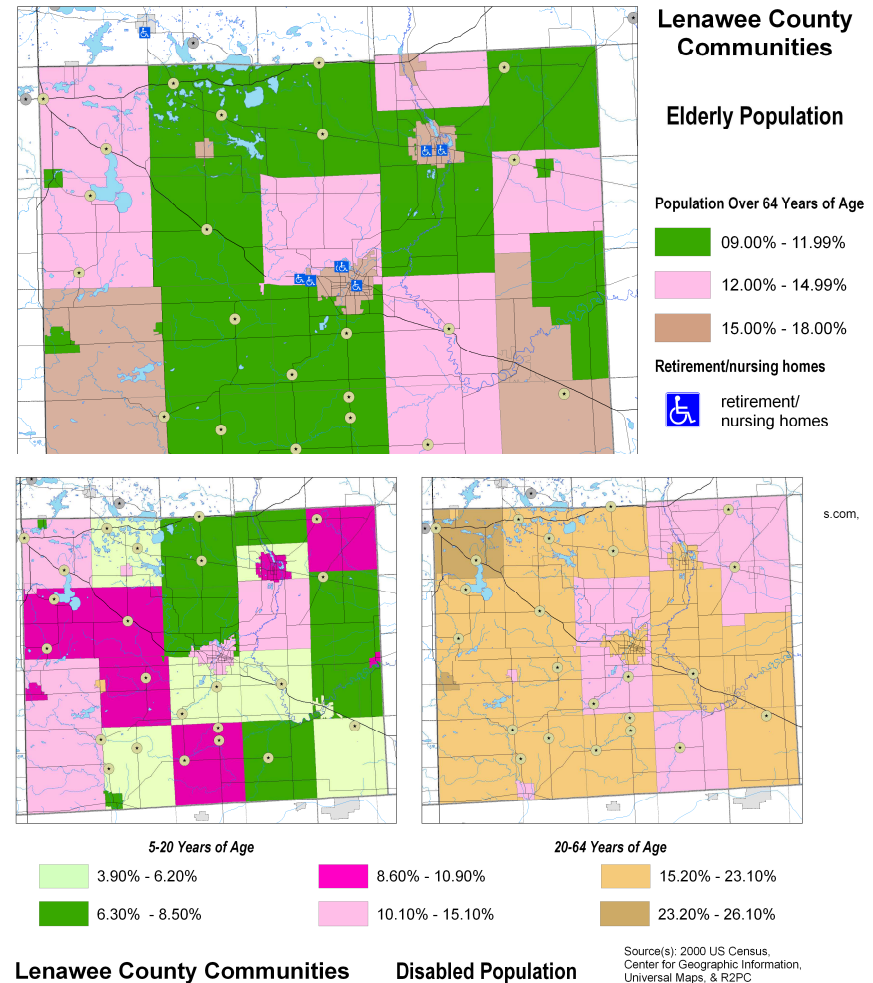 Lenawee County
Communities
Elderly Population
Population Over 64 Years of Age
09.00% - 11.99%
12.00% - 14.99%
15.00% - 18.00%
Retirement/nursing homes
retirement/
nursing homes
s.com,
5-20 Years of Age
20-64 Years of Age
3.90% - 6.20%
8.60% - 10.90%
15.20% - 23.10%
6.30% - 8.50%
10.10% - 15.10%
23.20% - 26.10%
Lenawee County Communities
Disabled Population
Source(s): 2000 US Census,
Center for Geographic Information,
Universal Maps, & R2PC